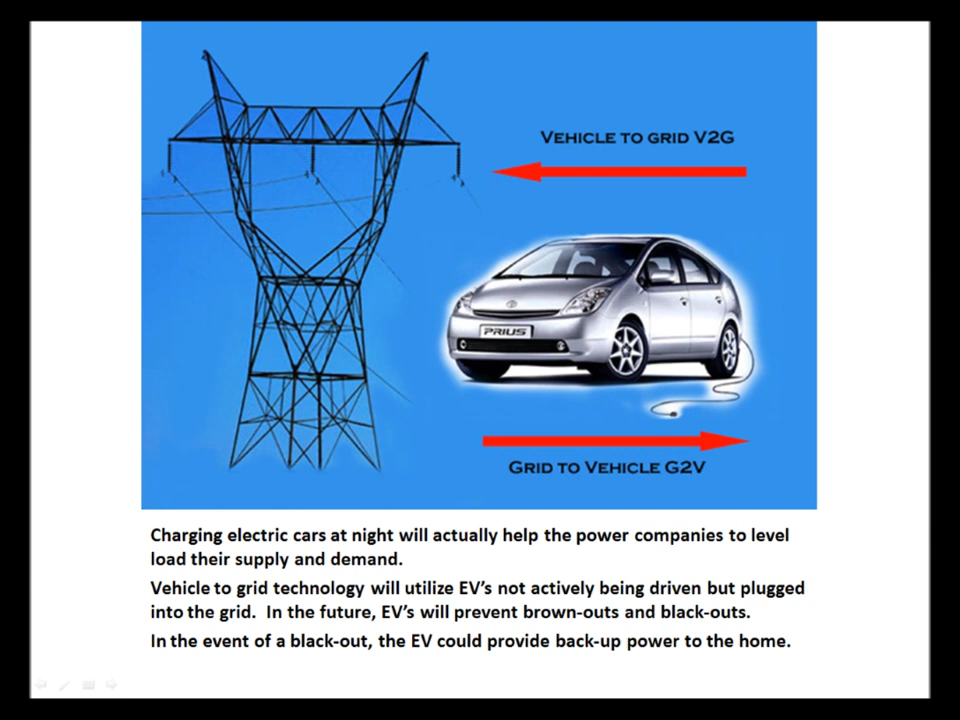 VEHICLE TO GRID V2G
PRIUS
GRID TO VEHICLE G2V
Charging electric cars at night will actually help the power companies to level
load their supply and demand.
Vehicle to grid technology will utilize EV's not actively being driven but plugged
into the grid.  In the future, EV's will prevent brown-outs and black-outs.
In the event of a black-out, the EV could provide back-up power to the home.